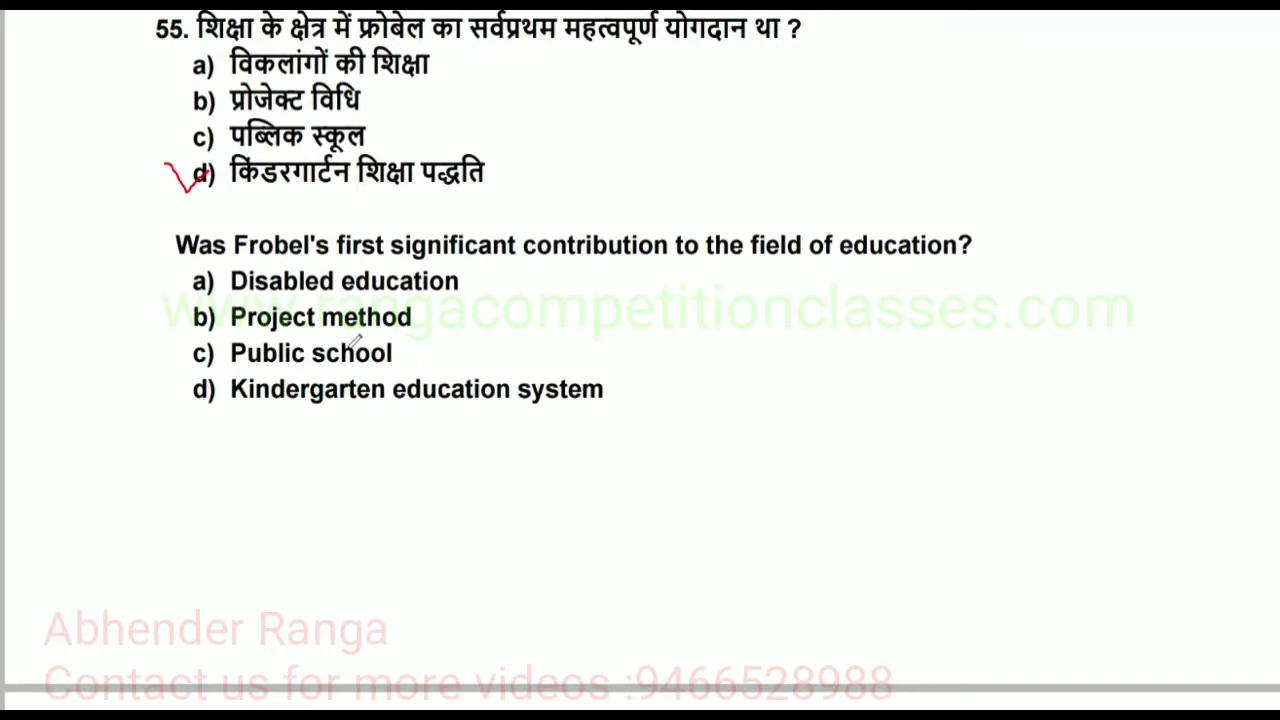 55. शिक्षा के क्षेत्र में फ्रोबेल का सर्वप्रथम महत्वपूर्ण योगदान था ?
a) विकलांगों की शिक्षा
b) प्रोजेक्ट विधि
c) पब्लिक स्कूल
d) किंडरगार्टन शिक्षा पद्धति
Was Frobel's first significant contribution to the field of education?
a) Disabled education
www.rangacompetitionclasses.com
b) Project method
c) Public school
d) Kindergarten education system
Abhender Ranga
Contact us for more videos :9466528988